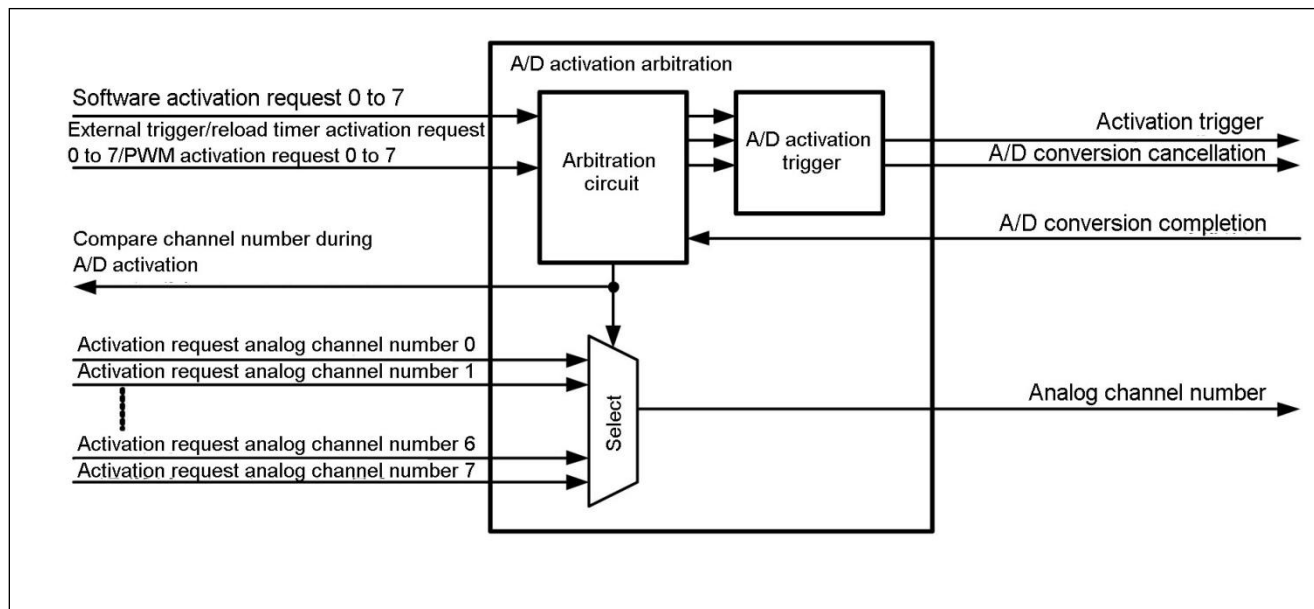 A/D activation arbitration
Software activation request 0 to 7
External trigger/reload timer activation request
0 to 7/PWM activation request 0 to 7
Arbitration
circuit
A/D activation
trigger
Activation trigger
A/D conversion cancellation
A/D conversion completion
Compare channel number during
A/D activation
Activation request analog channel number 0
Activation request analog channel number 1
Activation request analog channel number 6
Activation request analog channel number 7
Select
Analog channel number